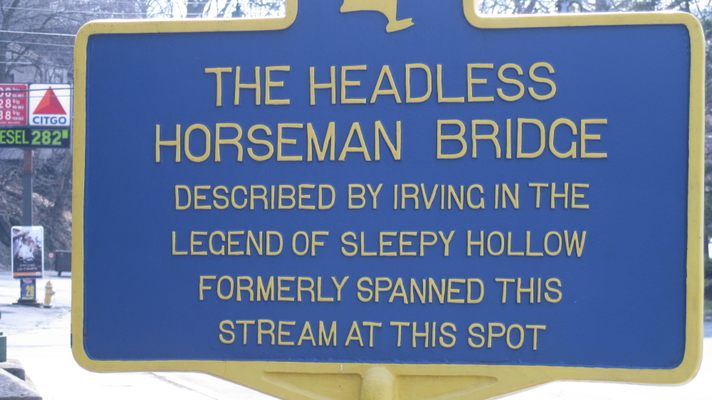 THE HEADLESS
HORSEMAN BRIDGE
DESCRIBED BY IRVING IN THE
LEGEND OF SLEEPY HOLLOW
FORMERLY SPANNED THIS
STREAM AT THIS SPOT
CITGO
282